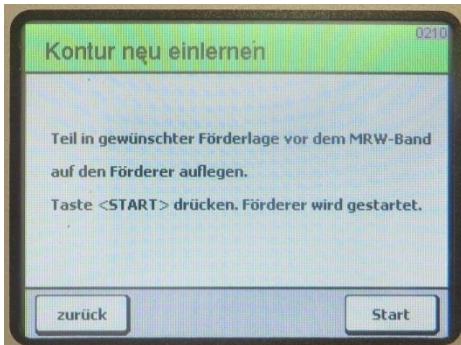 0210
Kontur neu einlernen
Teil in gewünschter Förderlage vor dem MRW-Band
auf den Förderer auflegen.
Taste <START> drücken. Förderer wird gestartet.
zurück
Start